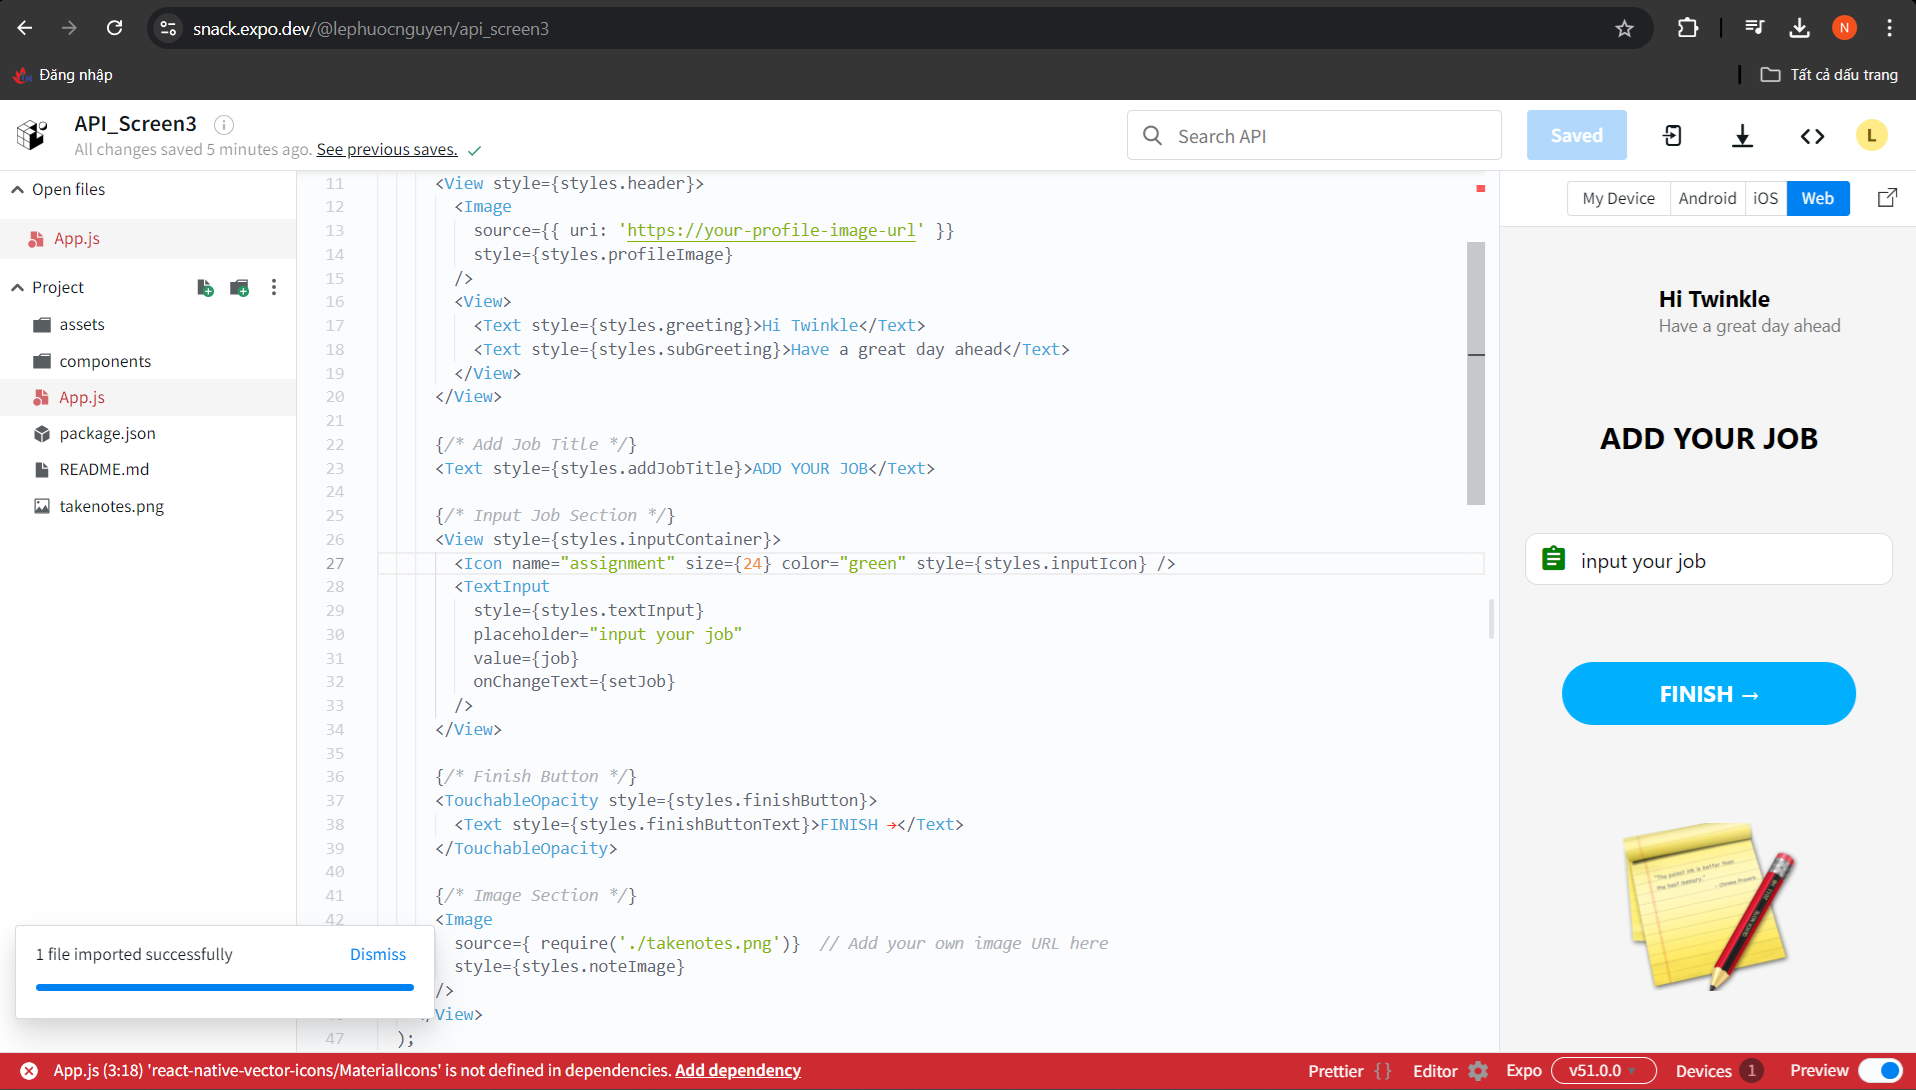 snack.expo.dev/@lephuocnguyen/api_screen3
N
Đăng nhập
Tất cả dấu trang
API_Screen3
All changes saved 5 minutes ago. See previous saves.
Search API
Saved
L
Open files
App.js
Project
assets
components
App.js
package.json
README.md
takenotes.png
11 <View style={styles.header}>
12 <Image
13 source={{ uri: 'https://your-profile-image-url' }}
14 style={styles.profileImage}
15 />
16 <View>
17 <Text style={styles.greeting}>Hi Twinkle</Text>
18 <Text style={styles.subGreeting}>Have a great day ahead</Text>
19 </View>
20 </View>
21
22 {/* Add Job Title */}
23 <Text style={styles.addJobTitle}>ADD YOUR JOB</Text>
24
25 {/* Input Job Section */}
26 <View style={styles.inputContainer}>
27 <Icon name="assignment" size={24} color="green" style={styles.inputIcon} />
28 <TextInput
29 style={styles.textInput}
30 placeholder="input your job"
31 value={job}
32 onChangeText={setJob}
33 />
34 </View>
35
36 {/* Finish Button */}
37 <TouchableOpacity style={styles.finishButton}>
38 <Text style={styles.finishButtonText}>FINISH →</Text>
39 </TouchableOpacity>
40
41 {/* Image Section */}
42 <Image
source={ require('./takenotes.png')} // Add your own image URL here
style={styles.noteImage}
/>
/View>
47 );
1 file imported successfully
Dismiss
My Device
Android
iOS
Web
Hi Twinkle
Have a great day ahead
ADD YOUR JOB
input your job
FINISH →
"The palest ink is better than
the best memory."
- Chinese Proverb
App.js (3:18) 'react-native-vector-icons/MaterialIcons' is not defined in dependencies. Add dependency
Prettier { }
Editor
Expo
v51.0.0
Devices 1
Preview